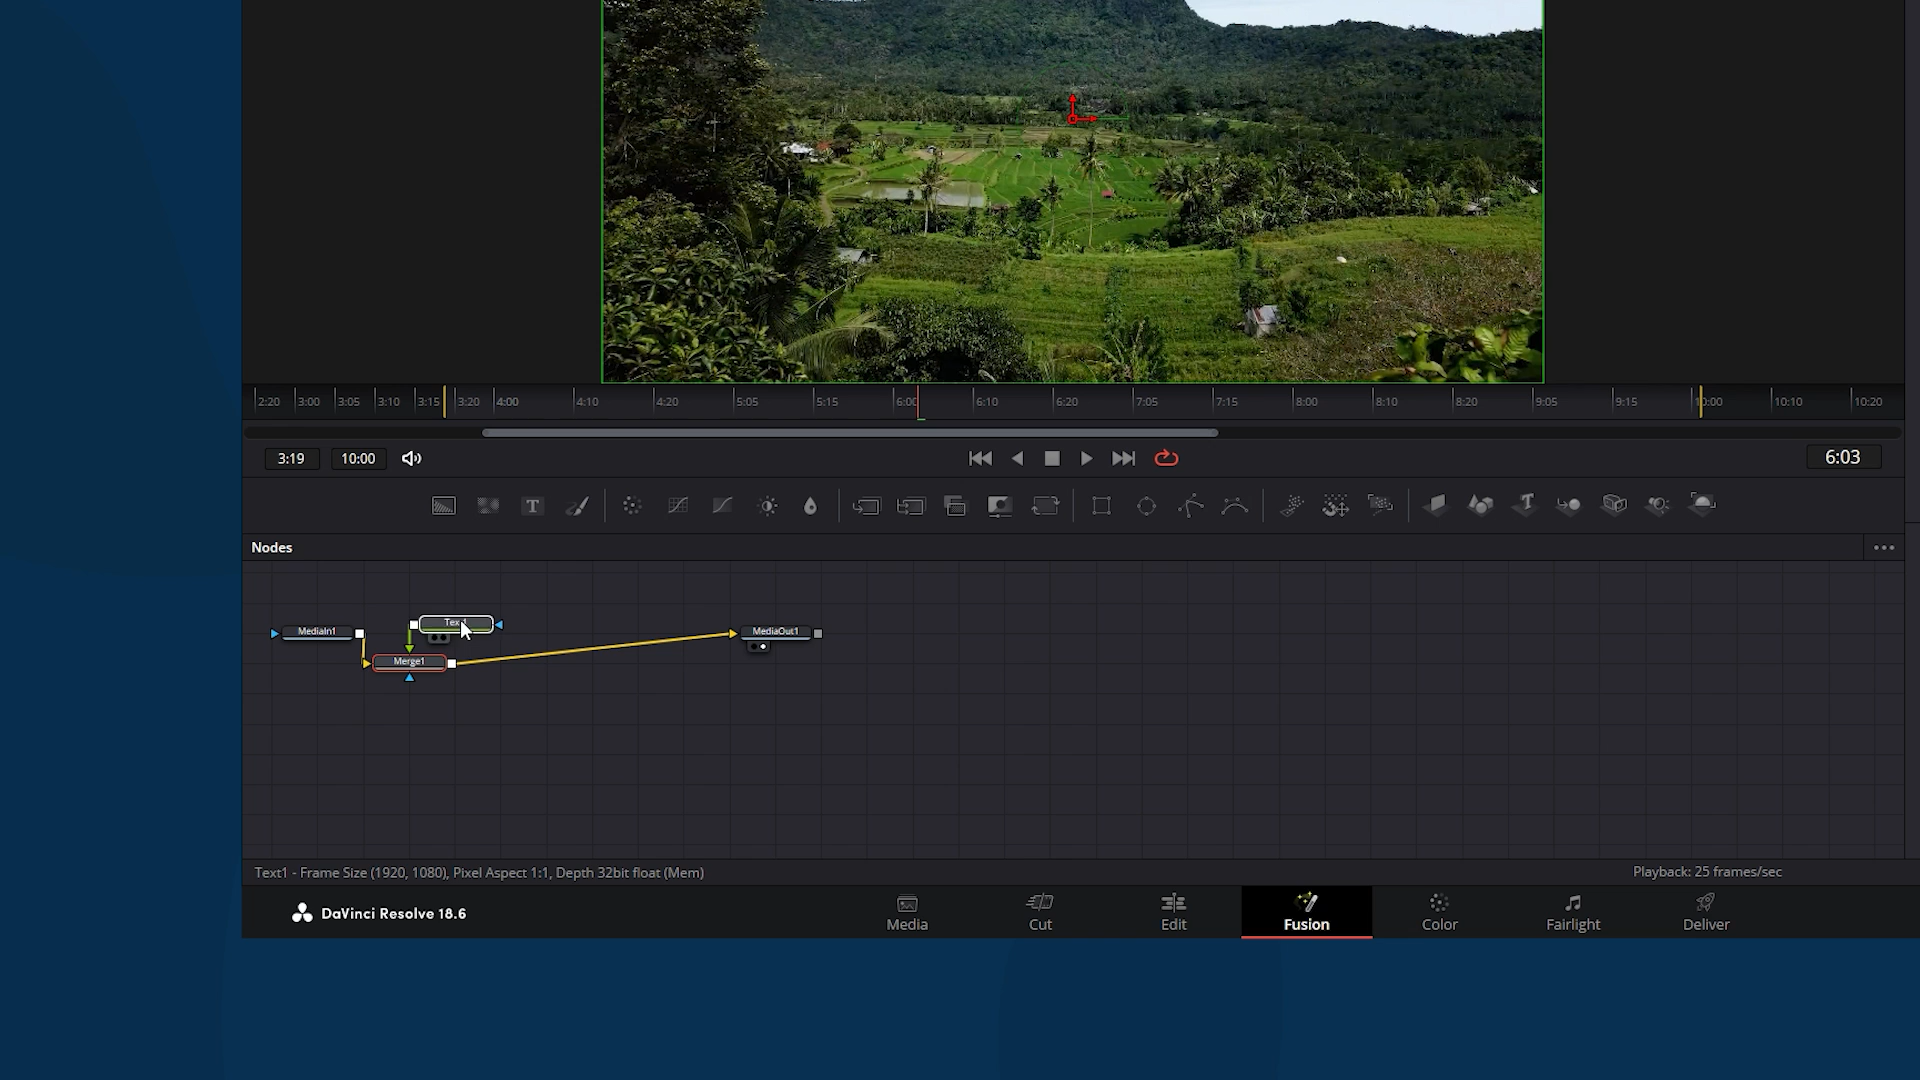 2:20 3:00 3:05 3:10 3:15 3:20 4:00 4:10 4:20 5:05 5:15 6:00 6:10 6:20 7:05 7:15 8:00 8:10 8:20 9:05 9:15 10:00 10:10 10:20
3:19 10:00 6:03
Nodes
MediaIn1 MediaOut1
Merge1
Text1 - Frame Size (1920, 1080), Pixel Aspect 1:1, Depth 32bit float (Mem) Playback: 25 frames/sec
DaVinci Resolve 18.6 Media Cut Edit Fusion Color Fairlight Deliver